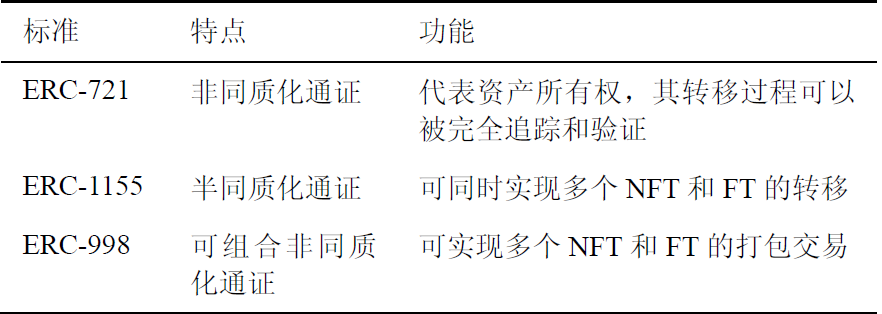 标准 特点 功能
ERC-721 非同质化通证 代表资产所有权，其转移过程可以
被完全追踪和验证
ERC-1155 半同质化通证 可同时实现多个 NFT 和 FT 的转移
ERC-998 可组合非同质 可实现多个 NFT 和 FT 的打包交易
化通证